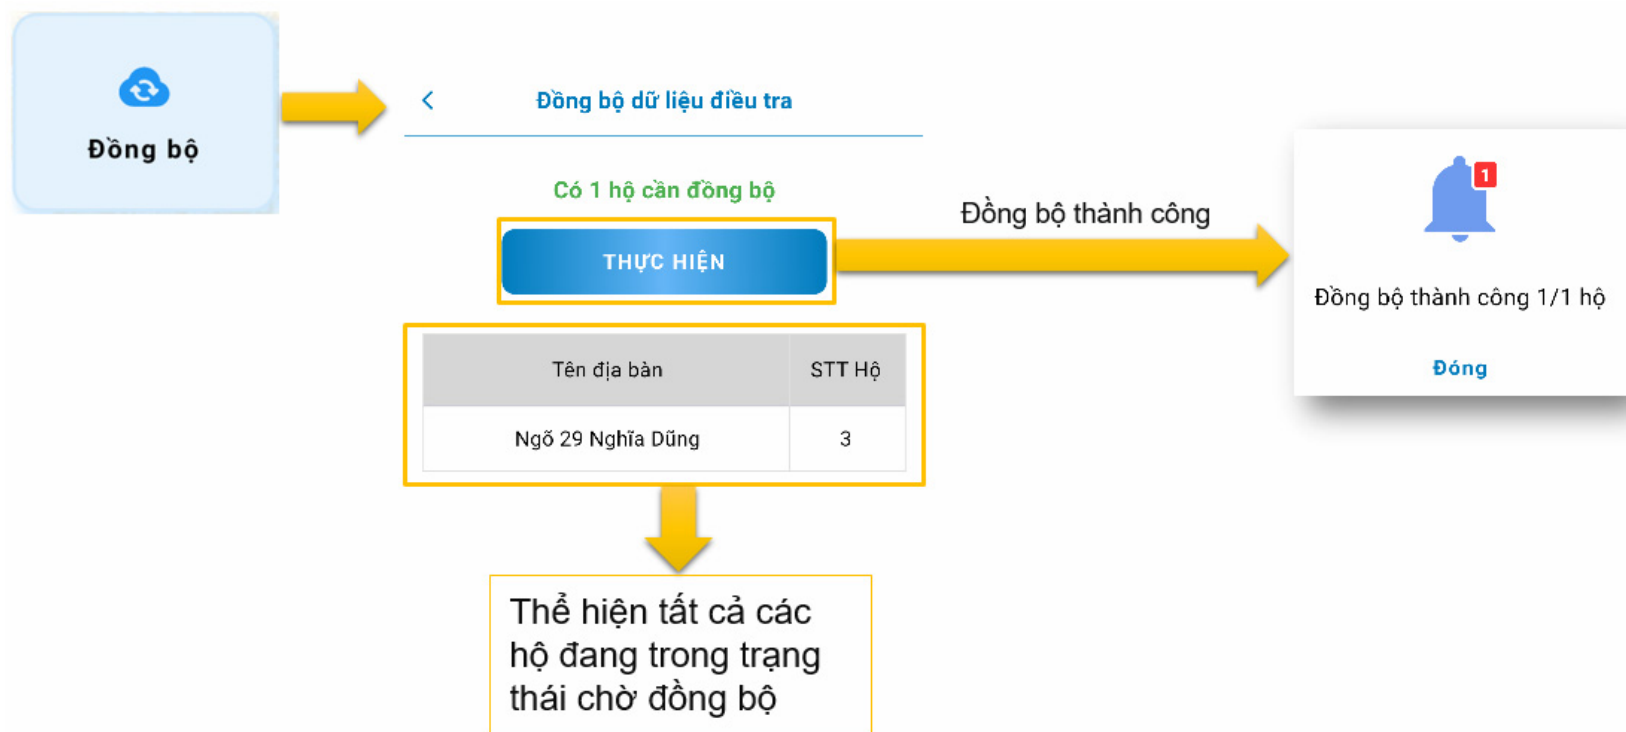 Đồng bộ
Đồng bộ dữ liệu điều tra
Có 1 hộ cần đồng bộ
THỰC HIỆN
Tên địa bàn STT Hộ
Ngõ 29 Nghĩa Dũng 3
Thể hiện tất cả các
hộ đang trong trạng
thái chờ đồng bộ
Đồng bộ thành công
1
Đồng bộ thành công 1/1 hộ
Đóng